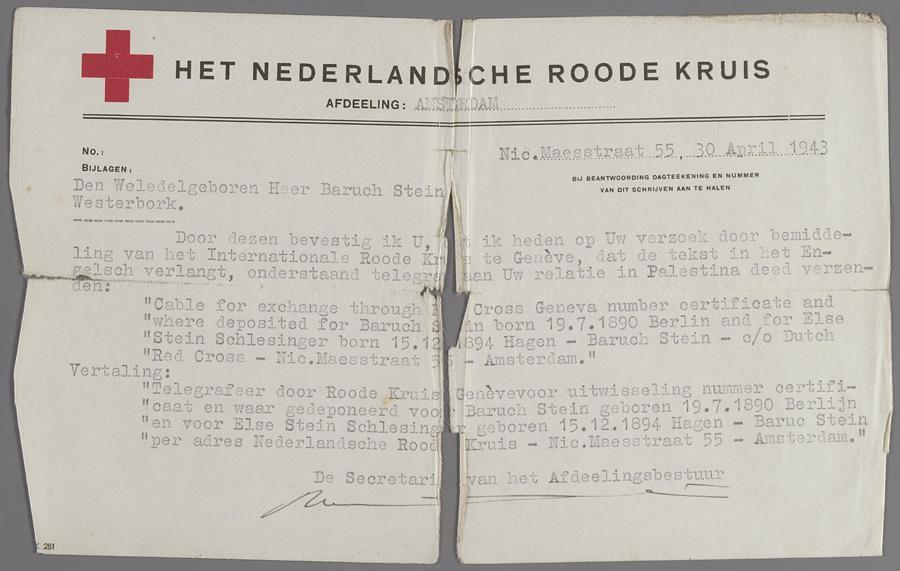 HET NEDERLANDSCHE ROODE KRUIS
AFDEELING: AMSTERDAM
No.:
BIJLAGEN:
Nic.Maesstraat 55, 30 April 1943
BIJ BEANTWOORDING DAGTEEKENING EN NUMMER
VAN DIT SCHRIJVEN AAN TE HALEN
Den Weledelgeboren Heer Baruch Stein
Westerbork.
Door dezen bevestig ik U, t ik heden op Uw verzoek door bemidde-
ling van het Internationale Roode Kruis te Genève, dat de tekst in het En-
gelsch verlangt, onderstaand telegra aan Uw relatie in Palestina deed verzen-
den:
"Cable for exchange through R Cross Geneva number certificate and
"where deposited for Baruch Stein born 19.7.1890 Berlin and for Else
"Stein Schlesinger born 15.12.1894 Hagen - Baruch Stein - c/o Dutch
"Red Cross - Nic.Maesstraat 55 - Amsterdam."
Vertaling:
"Telegrafeer door Roode Kruis Genèvevoor uitwisseling nummer certifi-
"caat en waar gedeponeerd voor Baruch Stein geboren 19.7.1890 Berlijn
"en voor Else Stein Schlesinger geboren 15.12.1894 Hagen - Baruc Stein
"per adres Nederlandsche Roode Kruis - Nic.Maesstraat 55 - Amsterdam."
De Secretari van het Afdeelingsbestuur
K 281